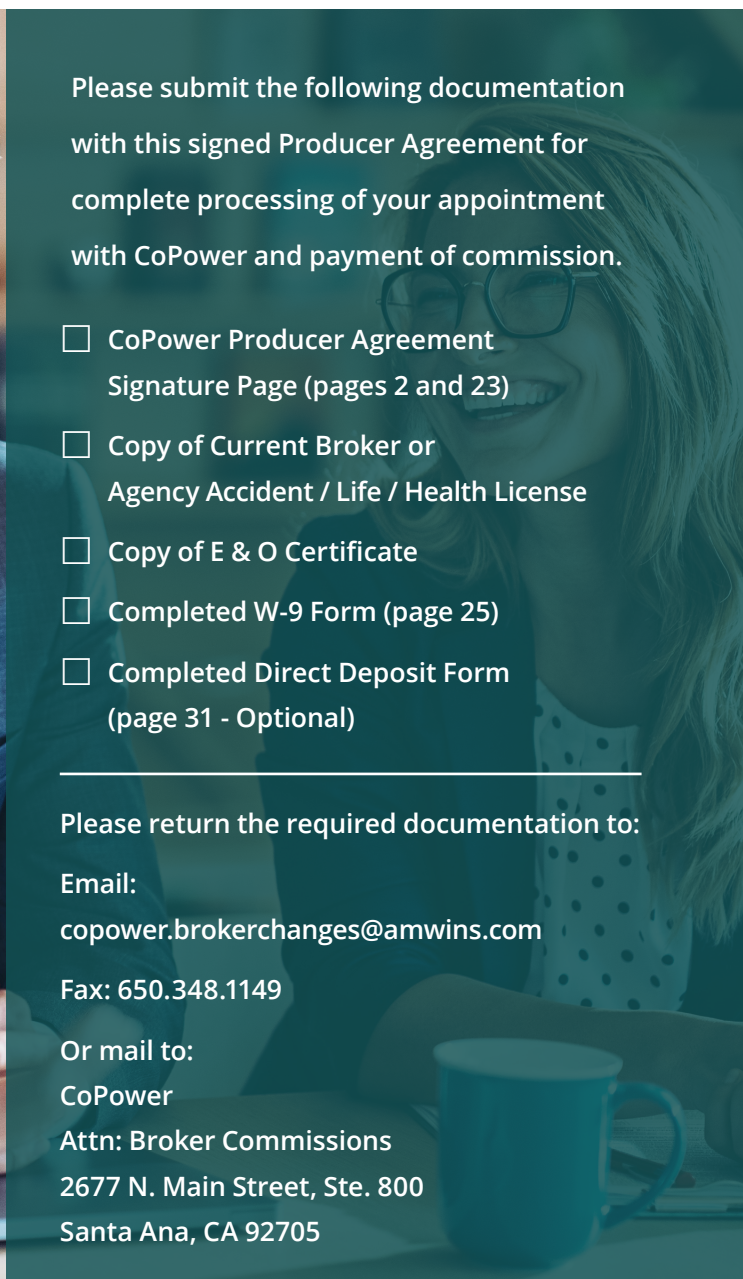 Please submit the following documentation
with this signed Producer Agreement for
complete processing of your appointment
with CoPower and payment of commission.
CoPower Producer Agreement
Signature Page (pages 2 and 23)
Copy of Current Broker or
Agency Accident / Life / Health License
Copy of E & O Certificate
Completed W-9 Form (page 25)
Completed Direct Deposit Form
(page 31 - Optional)
Please return the required documentation to:
Email:
copower.brokerchanges@amwins.com
Fax: 650.348.1149
Or mail to:
CoPower
Attn: Broker Commissions
2677 N. Main Street, Ste. 800
Santa Ana, CA 92705